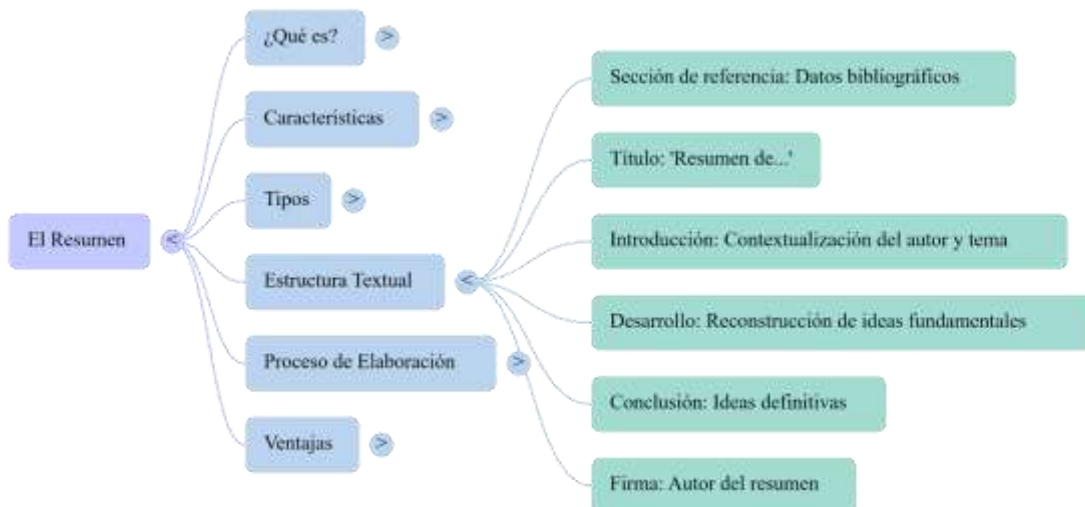 El Resumen
¿Qué es?
Características
Tipos
Estructura Textual
Proceso de Elaboración
Ventajas
Sección de referencia: Datos bibliográficos
Título: 'Resumen de...'
Introducción: Contextualización del autor y tema
Desarrollo: Reconstrucción de ideas fundamentales
Conclusión: Ideas definitivas
Firma: Autor del resumen